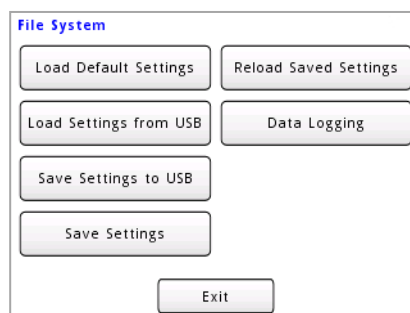 File System
Load Default Settings
Reload Saved Settings
Load Settings from USB
Data Logging
Save Settings to USB
Save Settings
Exit